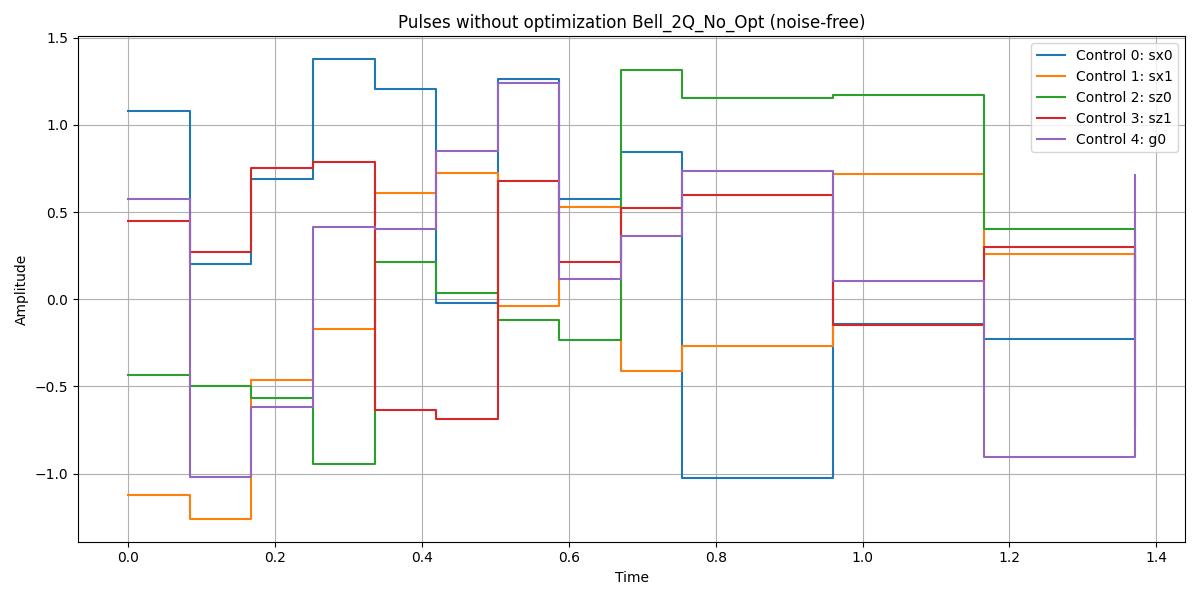 Pulses without optimization Bell_2Q_No_Opt (noise-free)
1.5
1.0
0.5
0.0
−0.5
−1.0
Amplitude
Control 0: sx0
Control 1: sx1
Control 2: sz0
Control 3: sz1
Control 4: g0
0.0 0.2 0.4 0.6 0.8 1.0 1.2 1.4
Time